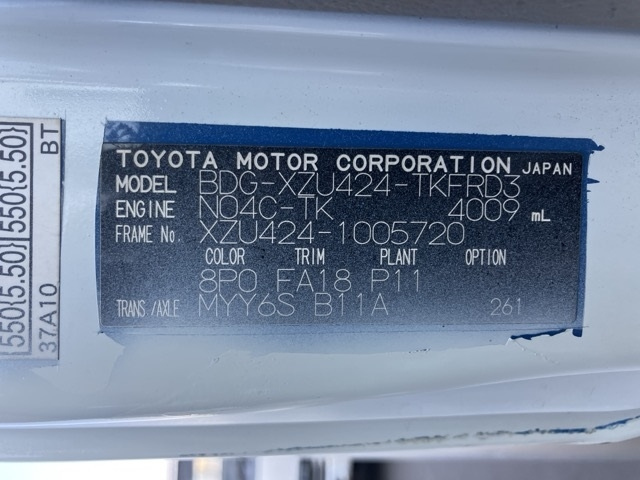 TOYOTA MOTOR CORPORATION JAPAN
MODEL BDG-XZU424-TKFRD3
ENGINE N04C-TK 4009 mL
FRAME No. XZU424-1005720
COLOR TRIM PLANT OPTION
8P0 FA18 P11
TRANS /AXLE MYY6S B11A 261
550{5.50} 550{5.50}
37A10 BT